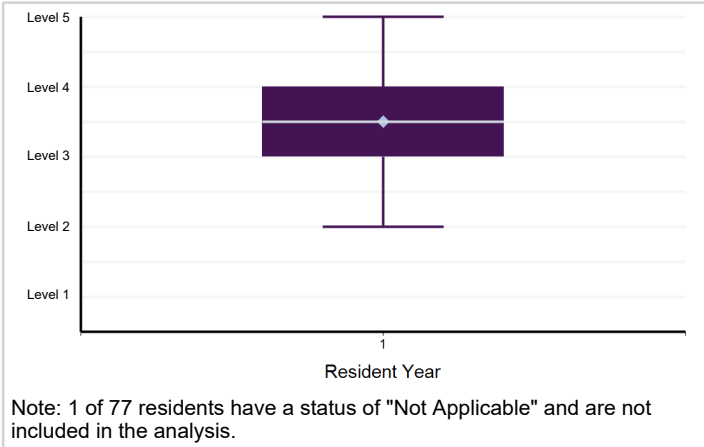 Level 5
Level 4
Level 3
Level 2
Level 1
1
Resident Year
Note: 1 of 77 residents have a status of "Not Applicable" and are not
included in the analysis.